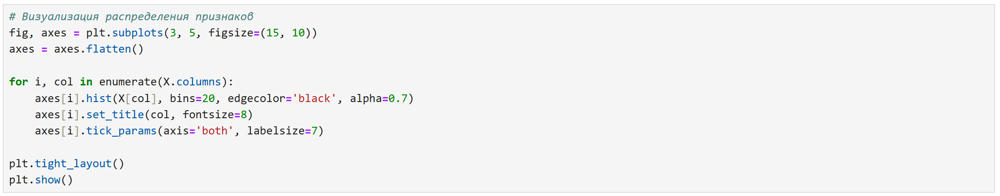 # Визуализация распределения признаков
fig, axes = plt.subplots(3, 5, figsize=(15, 10))
axes = axes.flatten()

for i, col in enumerate(X.columns):
    axes[i].hist(X[col], bins=20, edgecolor='black', alpha=0.7)
    axes[i].set_title(col, fontsize=8)
    axes[i].tick_params(axis='both', labelsize=7)

plt.tight_layout()
plt.show()